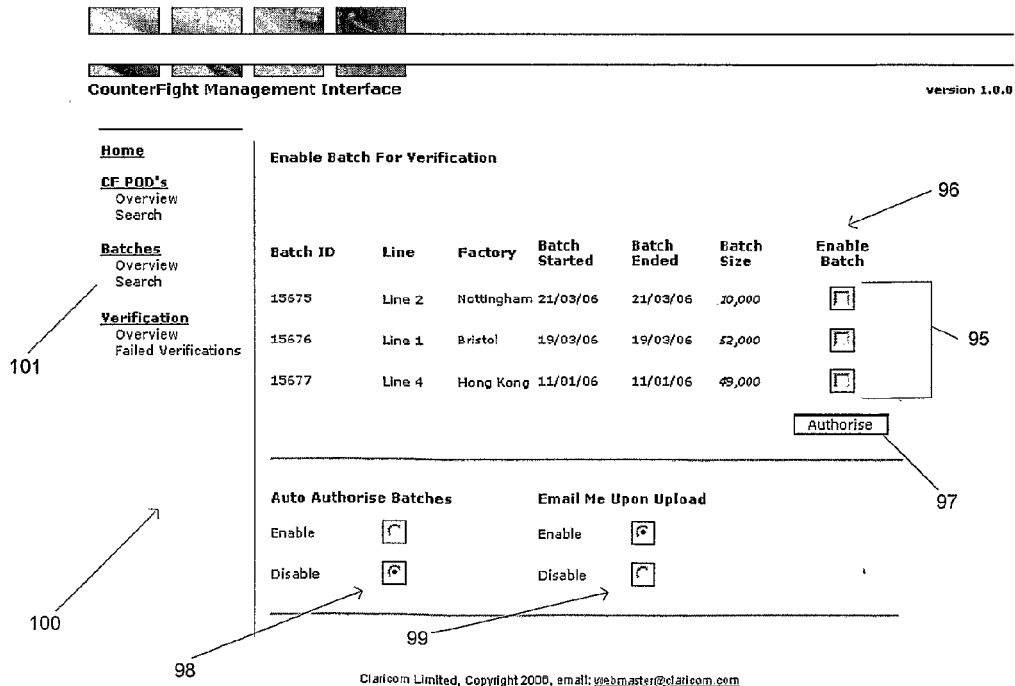 CounterFight Management Interface
version 1.0.0
Home
CF POD's
Overview
Search
Batches
Overview
Search
Verification
Overview
Failed Verifications
101
100
Enable Batch For Verification
96
Batch ID Line Factory Batch Started Batch Ended Batch Size Enable Batch
15675 Line 2 Nottingham 21/03/06 21/03/06 10,000
15676 Line 1 Bristol 19/03/06 19/03/06 52,000
15677 Line 4 Hong Kong 11/01/06 11/01/06 49,000
95
Authorise
97
Auto Authorise Batches Email Me Upon Upload
Enable Enable
Disable Disable
98
99
Claricom Limited, Copyright 2006, email: webmaster@claricom.com